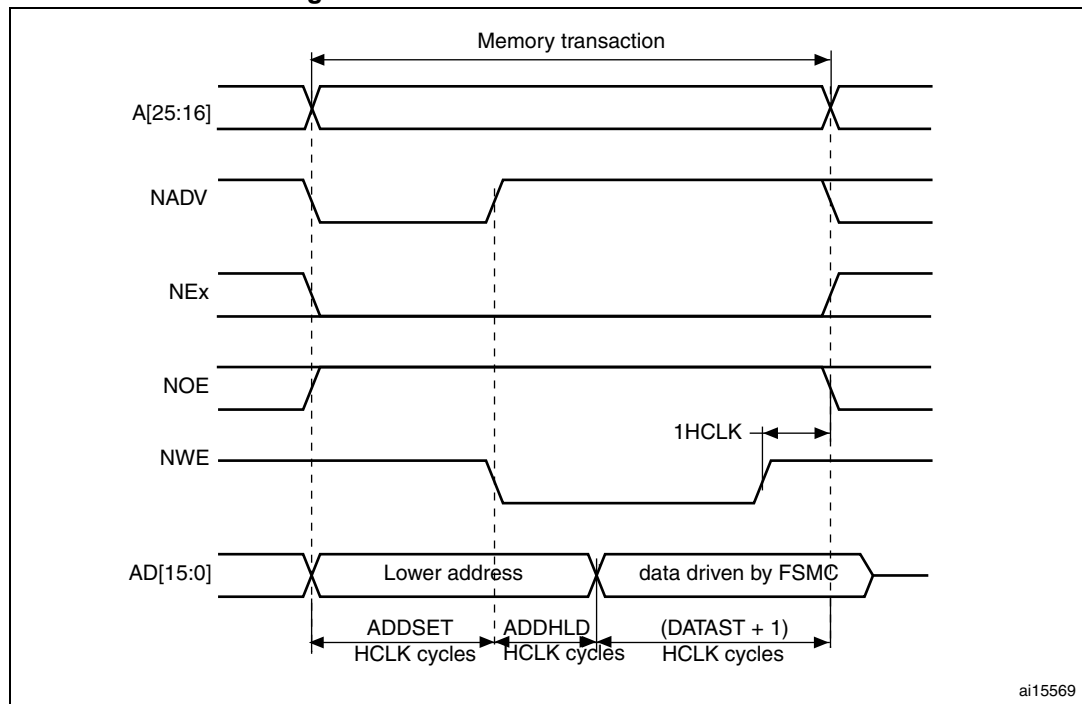 Memory transaction
A[25:16]
NADV
NEx
NOE
1HCLK
NWE
AD[15:0]
Lower address
data driven by FSMC
ADDSET
ADDHLD
(DATAST + 1)
HCLK cycles
HCLK cycles
HCLK cycles
ai15569